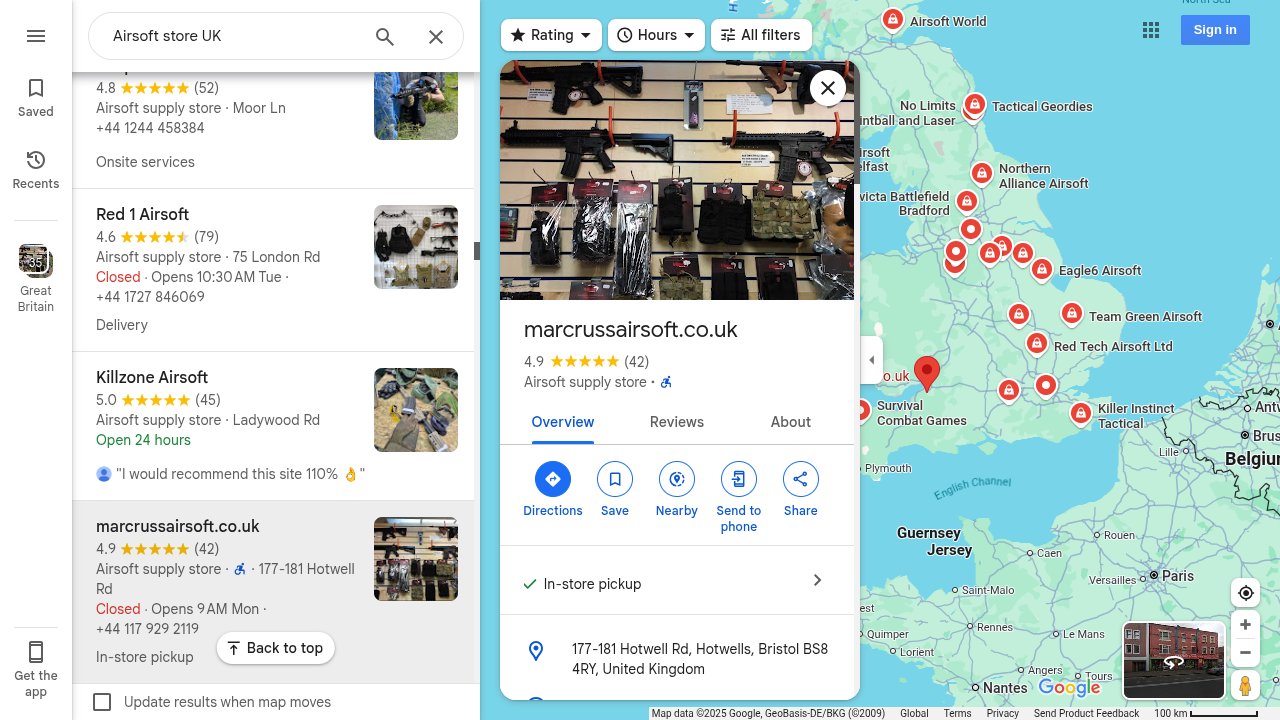 Airsoft store UK
Saved
Recents
35
Great
Britain
Get the
app
4.8 (52)
Airsoft supply store · Moor Ln
+44 1244 458384
Onsite services
Red 1 Airsoft
4.6 (79)
Airsoft supply store · 75 London Rd
Closed · Opens 10:30 AM Tue ·
+44 1727 846069
Delivery
Killzone Airsoft
5.0 (45)
Airsoft supply store · Ladywood Rd
Open 24 hours
"I would recommend this site 110% 👌"
marcrussairsoft.co.uk
4.9 (42)
Airsoft supply store · · 177-181 Hotwell
Rd
Closed · Opens 9 AM Mon ·
+44 117 929 2119
In-store pickup
Back to top
Update results when map moves
Rating
Hours
All filters
marcrussairsoft.co.uk
4.9 (42)
Airsoft supply store ·
Overview
Reviews
About
Directions
Save
Nearby
Send to
phone
Share
In-store pickup
177-181 Hotwell Rd, Hotwells, Bristol BS8
4RY, United Kingdom
Sign in
North Sea
Airsoft World
No Limits
intball and Laser
Tactical Geordies
irsoft
elfast
Northern
Alliance Airsoft
victa Battlefield
Bradford
Eagle6 Airsoft
Team Green Airsoft
Red Tech Airsoft Ltd
o.uk
Survival
Combat Games
Killer Instinct
Tactical
Antw
Brus
Belgium
Lille
Plymouth
English Channel
Guernsey
Jersey
Rouen
Caen
Versailles
Paris
Saint-Malo
est
Quimper
Rennes
Le Mans
Lorient
Angers
Tours
Nantes
Google
Map data ©2025 Google, GeoBasis-DE/BKG (©2009)
Global
Terms
Privacy
Send Product Feedback
100 km